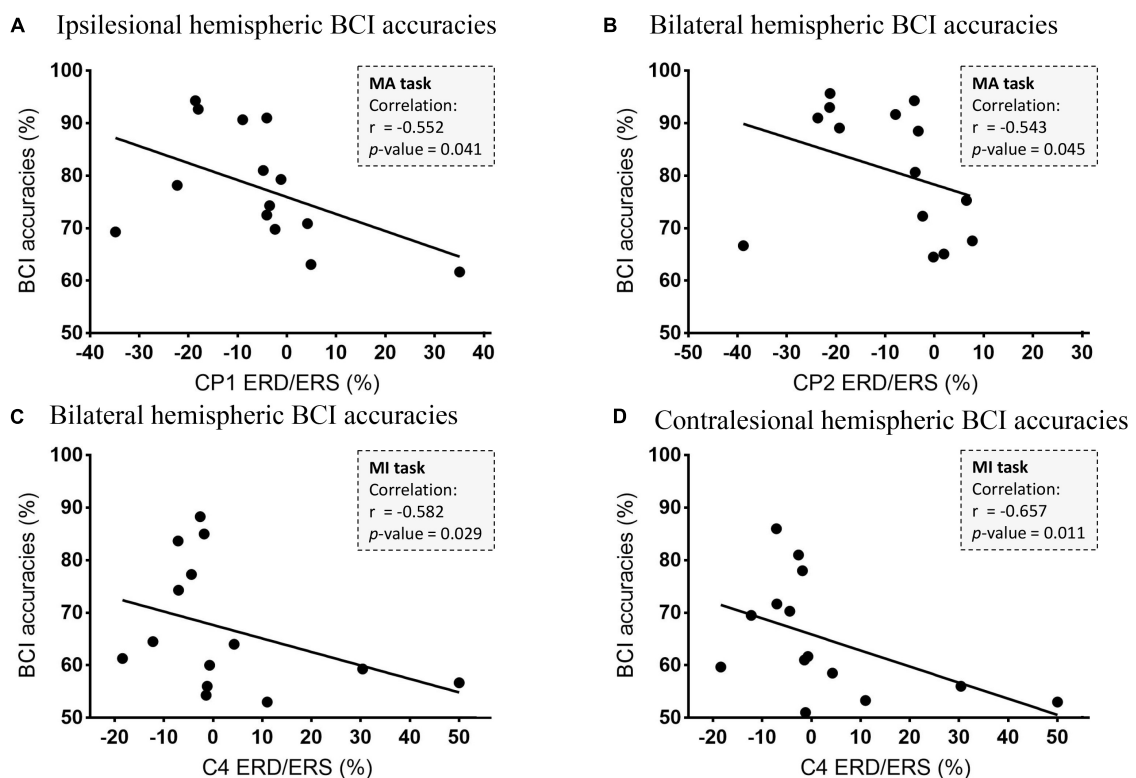 A Ipsilesional hemispheric BCI accuracies
100
90
80
70
60
50
BCI accuracies (%)
MA task
Correlation:
r = -0.552
p-value = 0.041
-40 -30 -20 -10 0 10 20 30 40
CP1 ERD/ERS (%)
B Bilateral hemispheric BCI accuracies
100
90
80
70
60
50
BCI accuracies (%)
MA task
Correlation:
r = -0.543
p-value = 0.045
-50 -40 -30 -20 -10 0 10 20 30
CP2 ERD/ERS (%)
C Bilateral hemispheric BCI accuracies
100
90
80
70
60
50
BCI accuracies (%)
MI task
Correlation:
r = -0.582
p-value = 0.029
-20 -10 0 10 20 30 40 50
C4 ERD/ERS (%)
D Contralesional hemispheric BCI accuracies
100
90
80
70
60
50
BCI accuracies (%)
MI task
Correlation:
r = -0.657
p-value = 0.011
-20 -10 0 10 20 30 40 50
C4 ERD/ERS (%)